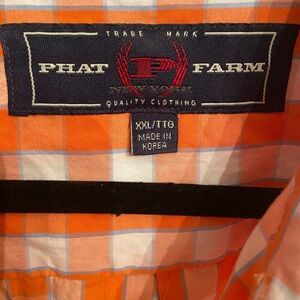 TRADE MARK
PHAT P FARM
NEW YORK
QUALITY CLOTHING
XXL/TTG
MADE IN
KOREA